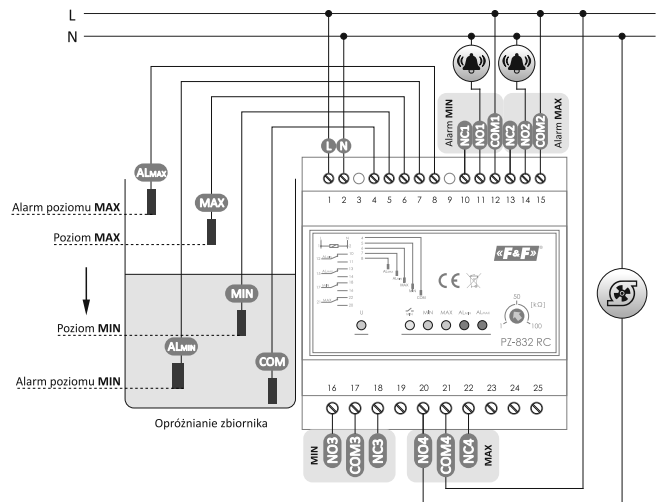 L
N
Alarm MIN
NC1
NO1
COM1
NC2
NO2
COM2
Alarm MAX
L
N
ALMAX
MAX
MIN
ALMIN
COM
Alarm poziomu MAX
Poziom MAX
Poziom MIN
Alarm poziomu MIN
Opróżnianie zbiornika
1 2 3 4 5 6 7 8 9 10 11 12 13 14 15
«F&F»®
CE
U
MIN
MAX
ALMIN
ALMAX
50
[kΩ]
1
100
PZ-832 RC
16 17 18 19 20 21 22 23 24 25
MIN
NO3
COM3
NC3
NO4
COM4
NC4
MAX